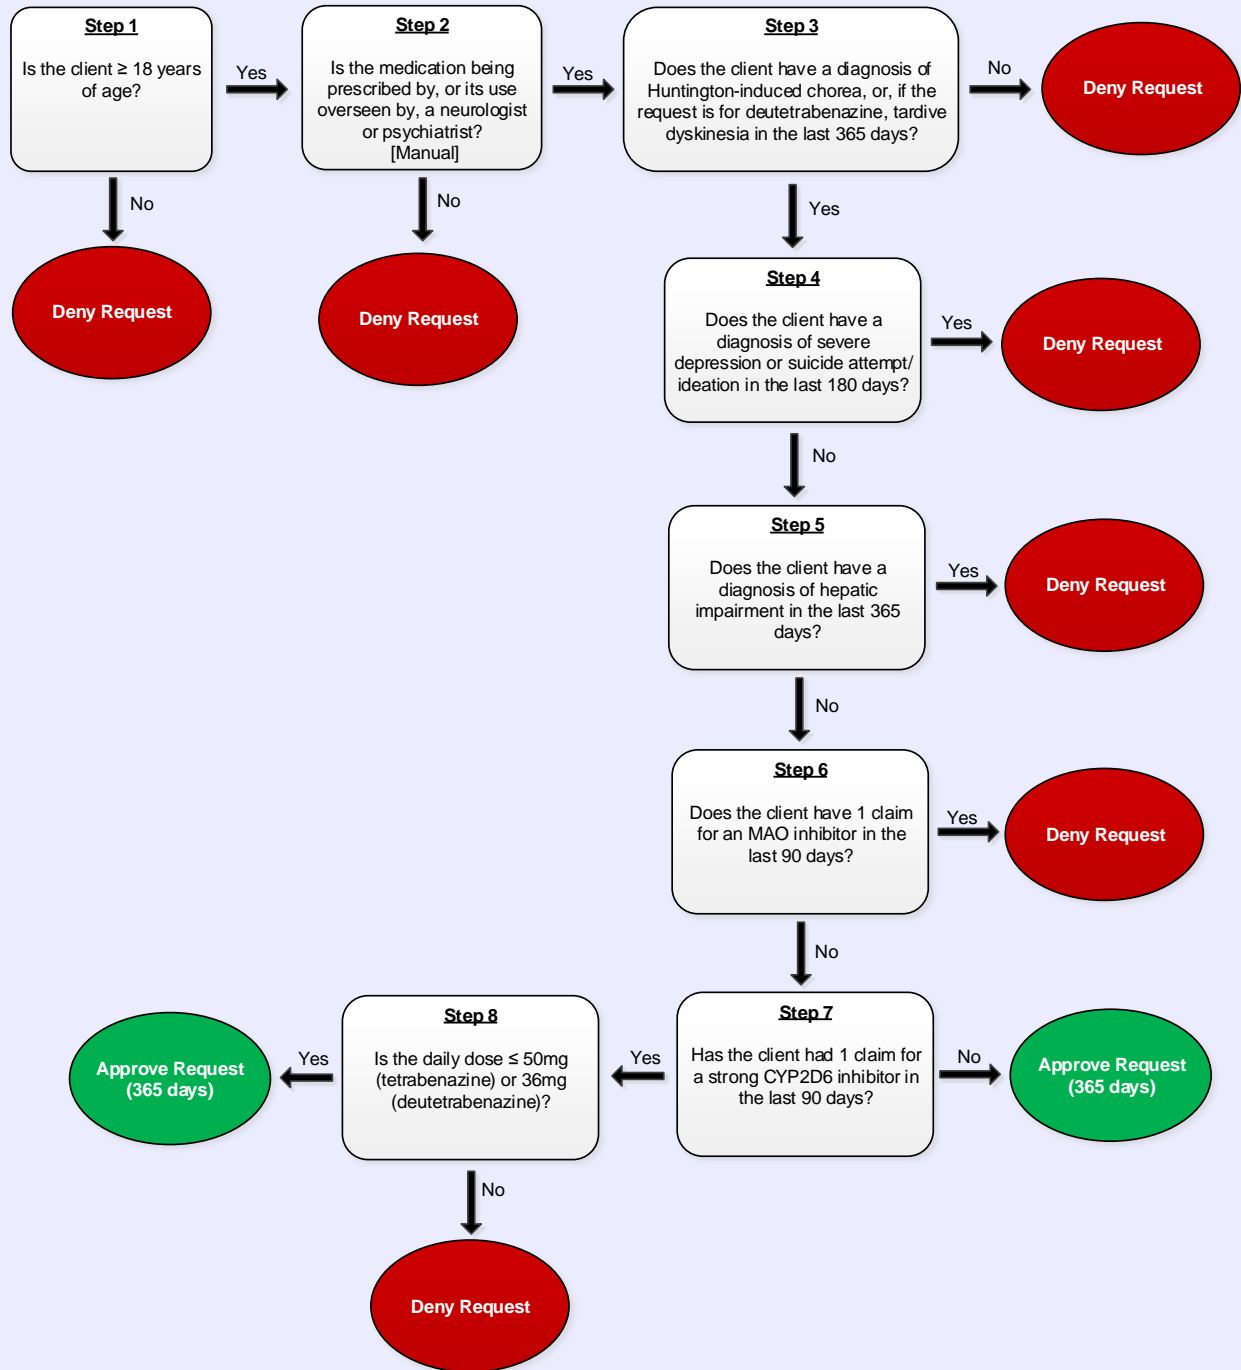 Step 1
Is the client ≥ 18 years
of age?
Yes
No
Deny Request
Step 2
Is the medication being
prescribed by, or its use
overseen by, a neurologist
or psychiatrist?
[Manual]
Yes
No
Deny Request
Step 3
Does the client have a diagnosis of
Huntington-induced chorea, or, if the
request is for deutetrabenazine, tardive
dyskinesia in the last 365 days?
No
Deny Request
Yes
Step 4
Does the client have a
diagnosis of severe
depression or suicide attempt/
ideation in the last 180 days?
Yes
Deny Request
No
Step 5
Does the client have a
diagnosis of hepatic
impairment in the last 365
days?
Yes
Deny Request
No
Step 6
Does the client have 1 claim
for an MAO inhibitor in the
last 90 days?
Yes
Deny Request
No
Step 7
Has the client had 1 claim for
a strong CYP2D6 inhibitor in
the last 90 days?
No
Approve Request
(365 days)
Yes
Step 8
Is the daily dose ≤ 50mg
(tetrabenazine) or 36mg
(deutetrabenazine)?
Yes
Approve Request
(365 days)
No
Deny Request